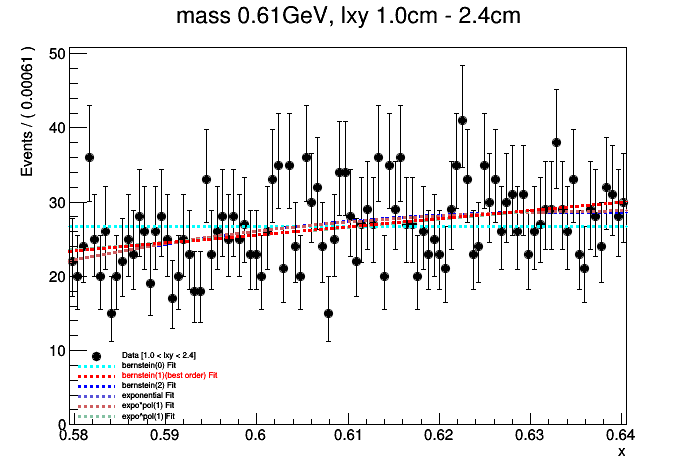 mass 0.61GeV, lxy 1.0cm - 2.4cm
Events / ( 0.00061 )
50
40
30
20
10
0
Data [1.0 < lxy < 2.4]
bernstein(0) Fit
bernstein(1)(best order) Fit
bernstein(2) Fit
exponential Fit
expo*pol(1) Fit
expo^pol(1) Fit
0.58 0.59 0.6 0.61 0.62 0.63 0.64
x